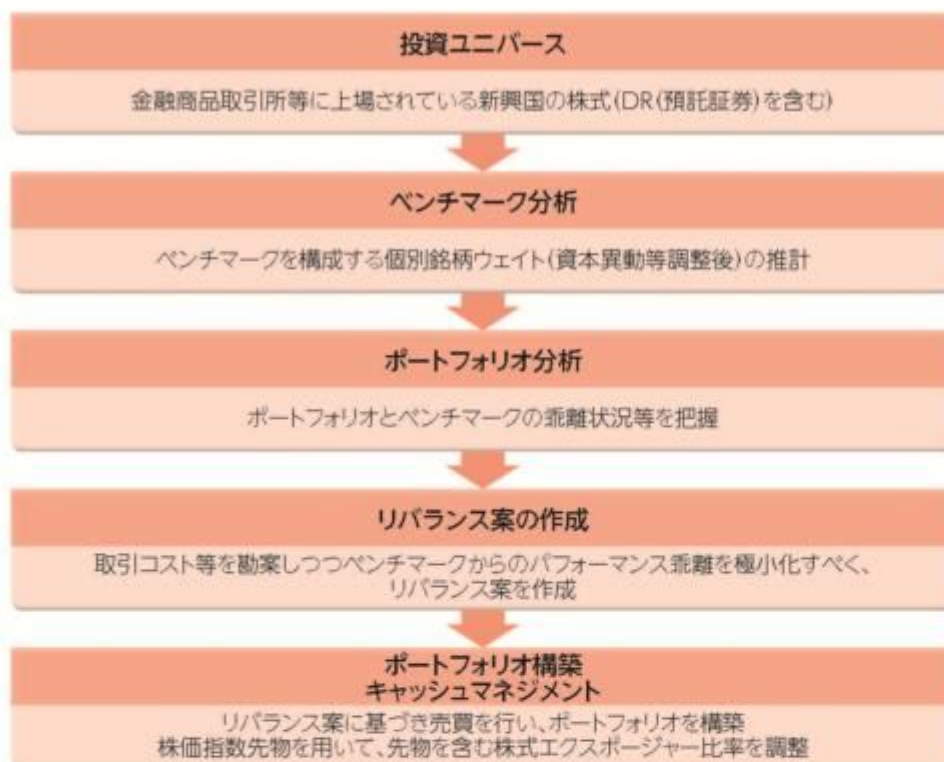 投資ユニバース
金融商品取引所等に上場されている新興国の株式(DR(預託証券)を含む)
ベンチマーク分析
ベンチマークを構成する個別銘柄ウェイト(資本異動等調整後)の推計
ポートフォリオ分析
ポートフォリオとベンチマークの乖離状況等を把握
リバランス案の作成
取引コスト等を勘案しつつベンチマークからのパフォーマンス乖離を極小化すべく、
リバランス案を作成
ポートフォリオ構築
キャッシュマネジメント
リバランス案に基づき売買を行い、ポートフォリオを構築
株価指数先物を用いて、先物を含む株式エクスポージャー比率を調整